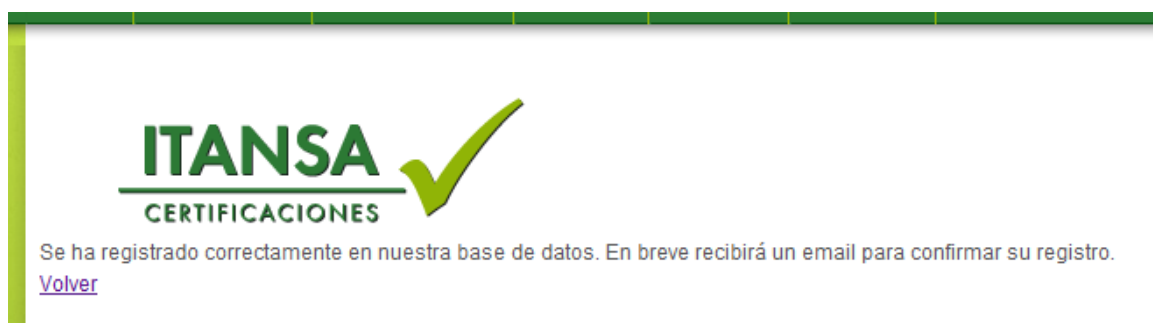 ITANSA
CERTIFICACIONES
Se ha registrado correctamente en nuestra base de datos. En breve recibirá un email para confirmar su registro.
Volver